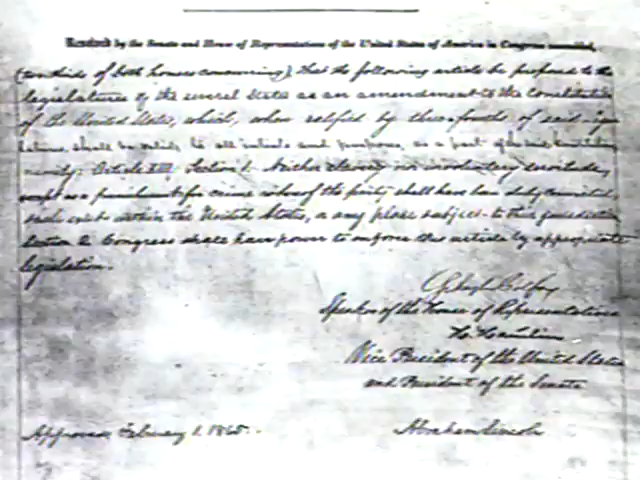 Resolved by the Senate and House of Representatives of the United States of America in Congress assembled,
(two thirds of both houses concurring), that the following article be proposed to the
legislatures of the several States as an amendment to the Constitution
of the United States, which, when ratified by three fourths of said legis-
latures, shall be valid, to all intents and purposes, as a part of the said Constitution
namely: Article XIII. Section 1. Neither slavery nor involuntary servitude,
except as a punishment for crime whereof the party shall have been duly convicted,
shall exist within the United States, or any place subject to their jurisdiction
Section 2. Congress shall have power to enforce this article by appropriate
legislation.
Schuyler Colfax
Speaker of the House of Representatives
H. Hamlin
Vice President of the United States
and President of the Senate
Approved February 1, 1865.
Abraham Lincoln